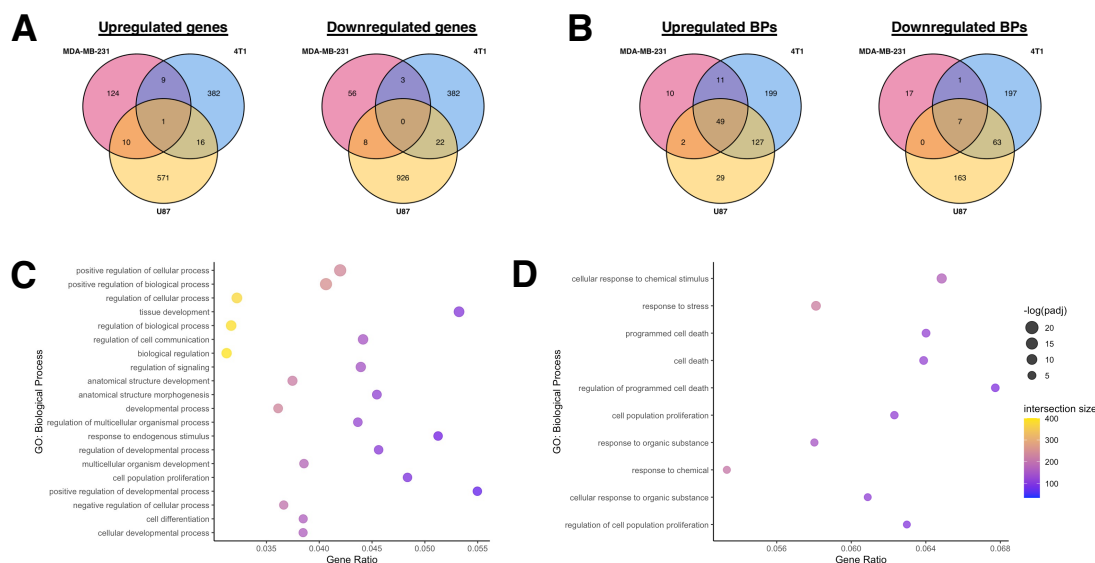 A
Upregulated genes
Downregulated genes
MDA-MB-231
4T1
124
9
382
1
10
16
571
U87
MDA-MB-231
4T1
56
3
382
0
8
22
926
U87
B
Upregulated BPs
Downregulated BPs
MDA-MB-231
4T1
10
11
199
49
2
127
29
U87
MDA-MB-231
4T1
17
1
197
7
0
63
163
U87
C
GO: Biological Process
positive regulation of cellular process
positive regulation of biological process
regulation of cellular process
tissue development
regulation of biological process
regulation of cell communication
biological regulation
regulation of signaling
anatomical structure development
anatomical structure morphogenesis
developmental process
regulation of multicellular organismal process
response to endogenous stimulus
regulation of developmental process
multicellular organism development
cell population proliferation
positive regulation of developmental process
negative regulation of cellular process
cell differentiation
cellular developmental process
0.035 0.040 0.045 0.050 0.055
Gene Ratio
D
GO: Biological Process
cellular response to chemical stimulus
response to stress
programmed cell death
cell death
regulation of programmed cell death
cell population proliferation
response to organic substance
response to chemical
cellular response to organic substance
regulation of cell population proliferation
0.056 0.060 0.064 0.068
Gene Ratio
-log(padj)
20
15
10
5
intersection size
400
300
200
100